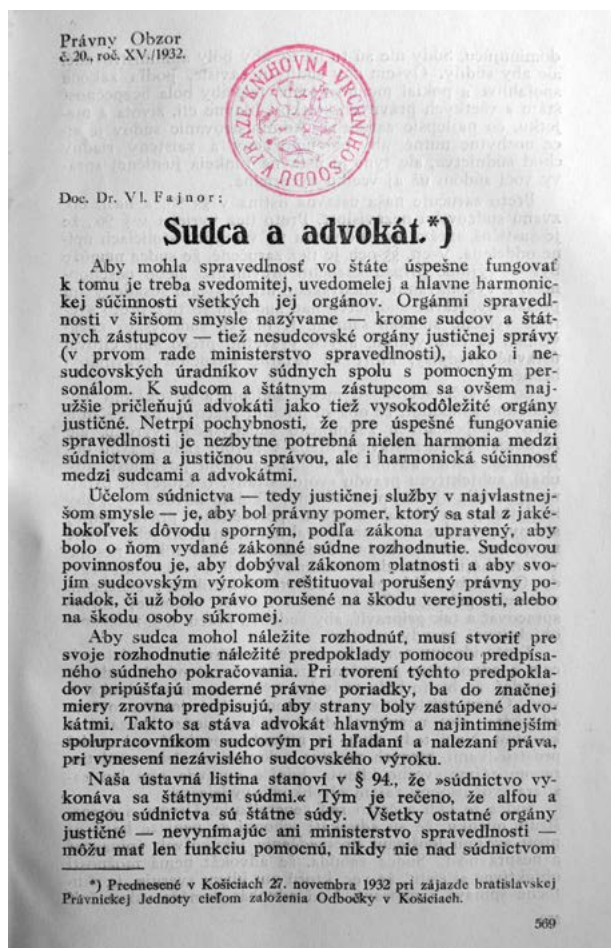 Právny Obzor
č. 20., roč. XV./1932.
KNIHOVNA VRCHNÍHO SOUDU V PRAZE
Doc. Dr. Vl. Fajnor:
Sudca a advokát.*)
Aby mohla spravedlnosť vo štáte úspešne fungovať
k tomu je treba svedomitej, uvedomelej a hlavne harmonic-
kej súčinnosti všetkých jej orgánov. Orgánmi spravedl-
nosti v širšom smysle nazývame — krome sudcov a štát-
nych zástupcov — tiež nesudcovské orgány justičnej správy
(v prvom rade ministerstvo spravedlnosti), jako i ne-
sudcovských úradníkov súdnych spolu s pomocným per-
sonálom. K sudcom a štátnym zástupcom sa ovšem naj-
užšie pričleňujú advokáti jako tiež vysokodôležité orgány
justičné. Netrpí pochybnosti, že pre úspešné fungovanie
spravedlnosti je nezbytne potrebná nielen harmonia medzi
súdnictvom a justičnou správou, ale i harmonická súčinnosť
medzi sudcami a advokátmi.
Účelom súdnictva — tedy justičnej služby v najvlastnej-
šom smysle — je, aby bol právny pomer, ktorý sa stal z jaké-
hokoľvek dôvodu sporným, podľa zákona upravený, aby
bolo o ňom vydané zákonné súdne rozhodnutie. Sudcovou
povinnosťou je, aby dobýval zákonom platnosti a aby svo-
jím sudcovským výrokom reštituoval porušený právny po-
riadok, či už bolo právo porušené na škodu verejnosti, alebo
na škodu osoby súkromej.
Aby sudca mohol náležite rozhodnúť, musí stvoriť pre
svoje rozhodnutie náležité predpoklady pomocou predpísa-
ného súdneho pokračovania. Pri tvorení týchto predpokla-
dov pripúšťajú moderné právne poriadky, ba do značnej
miery zrovna predpisujú, aby strany boly zastúpené advo-
kátmi. Takto sa stáva advokát hlavným a najintimnejším
spolupracovníkom sudcovým pri hľadaní a nalezaní práva,
pri vynesení nezávislého sudcovského výroku.
Naša ústavná listina stanoví v § 94., že »súdnictvo vy-
konáva sa štátnymi súdmi.« Tým je rečeno, že alfou a
omegou súdnictva sú štátne súdy. Všetky ostatné orgány
justičné — nevynímajúc ani ministerstvo spravedlnosti —
môžu mať len funkciu pomocnú, nikdy nie nad súdnictvom
*) Prednesené v Košiciach 27. novembra 1932 pri zájazde bratislavskej
Právnickej Jednoty cieľom založenia Odbočky v Košiciach.
569